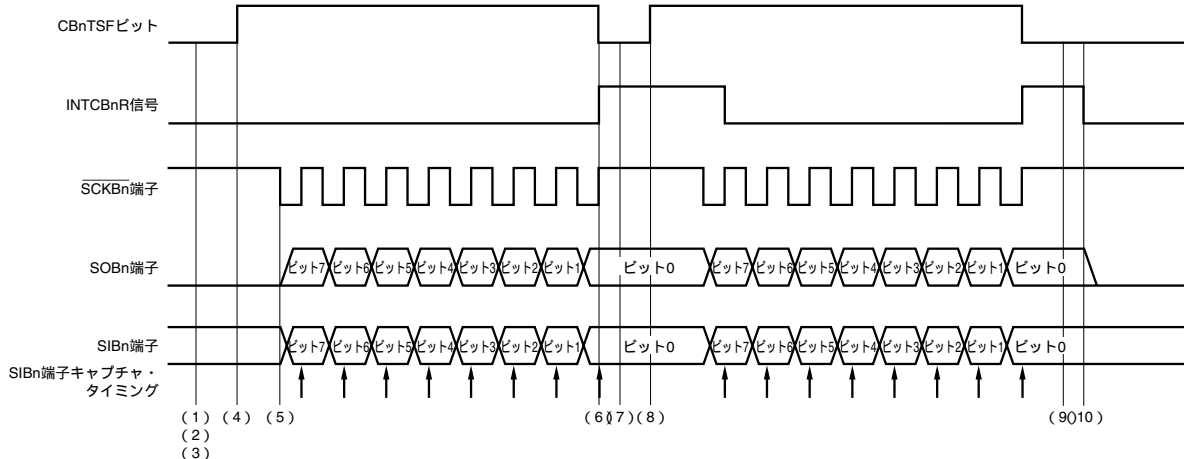 CBnTSFビット
INTCBnR信号
SCKBn端子
SOBn端子
ビット7 ビット6 ビット5 ビット4 ビット3 ビット2 ビット1 ビット0 ビット7 ビット6 ビット5 ビット4 ビット3 ビット2 ビット1 ビット0
SIBn端子
ビット7 ビット6 ビット5 ビット4 ビット3 ビット2 ビット1 ビット0 ビット7 ビット6 ビット5 ビット4 ビット3 ビット2 ビット1 ビット0
SIBn端子キャプチャ・
タイミング
(1) (4) (5) (6)(7)(8) (9)(10)
(2)
(3)